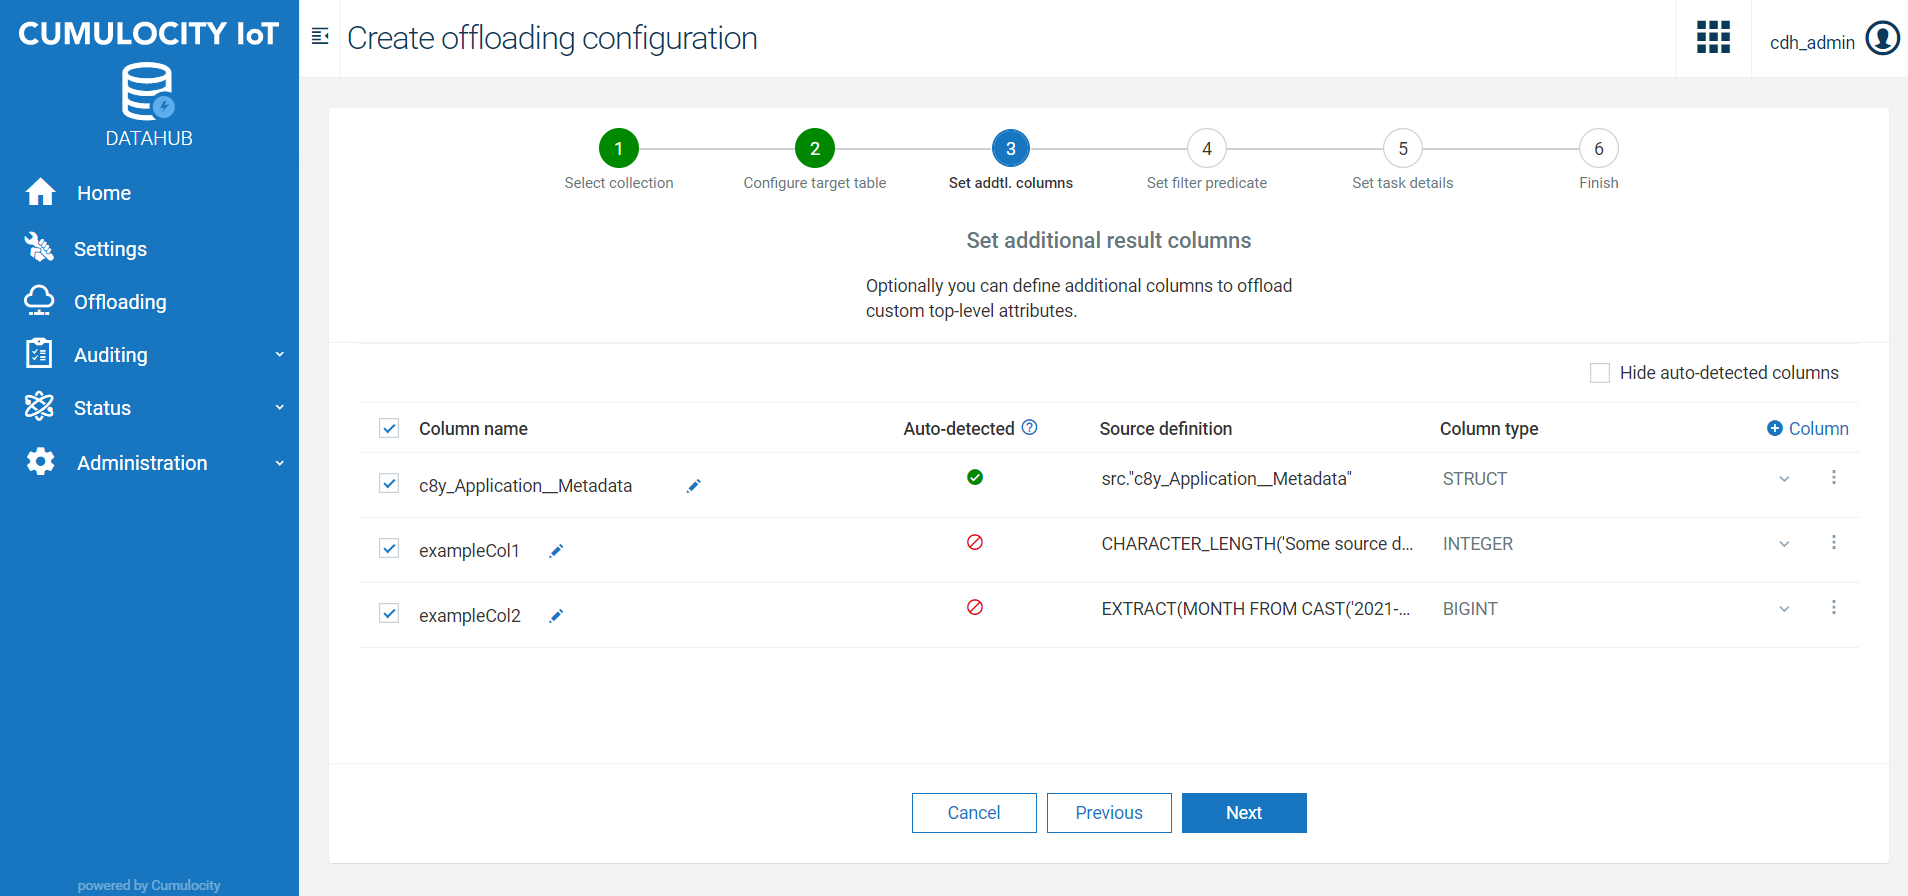 CUMULOCITY IoT
DATAHUB
Home
Settings
Offloading
Auditing
Status
Administration
powered by Cumulocity
Create offloading configuration
cdh_admin
1
2
3
4
5
6
Select collection
Configure target table
Set addtl. columns
Set filter predicate
Set task details
Finish
Set additional result columns
Optionally you can define additional columns to offload
custom top-level attributes.
Hide auto-detected columns
Column name Auto-detected ? Source definition Column type Column
c8y_Application__Metadata src."c8y_Application__Metadata" STRUCT
exampleCol1 CHARACTER_LENGTH('Some source d... INTEGER
exampleCol2 EXTRACT(MONTH FROM CAST('2021-... BIGINT
Cancel Previous Next